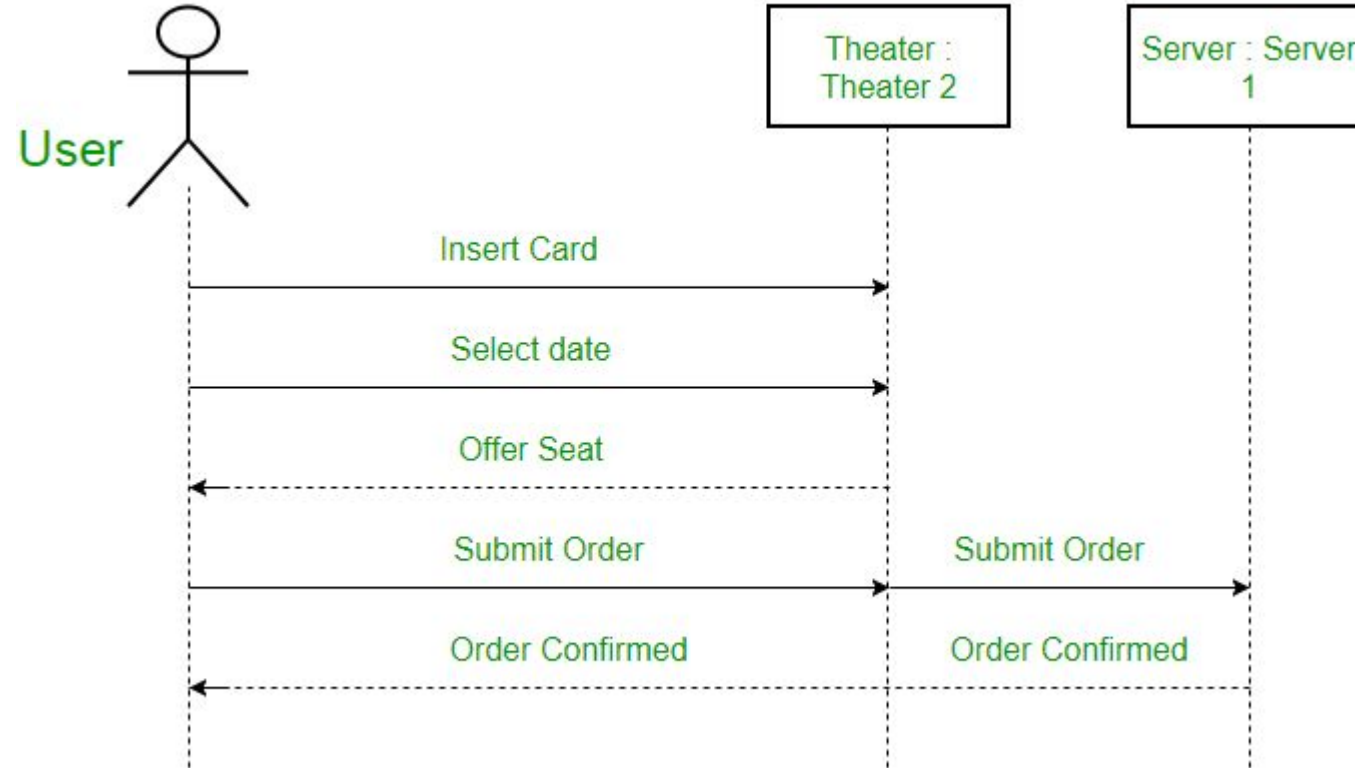 Theater :
Theater 2
Server : Server
1
User
Insert Card
Select date
Offer Seat
Submit Order
Submit Order
Order Confirmed
Order Confirmed